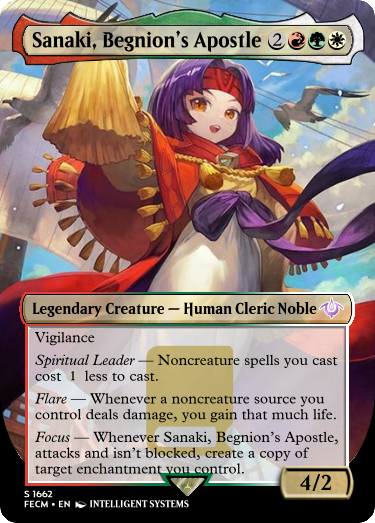 Sanaki, Begnion's Apostle 2
Legendary Creature — Human Cleric Noble
Vigilance
Spiritual Leader — Noncreature spells you cast
cost 1 less to cast.
Flare — Whenever a noncreature source you
control deals damage, you gain that much life.
Focus — Whenever Sanaki, Begnion's Apostle,
attacks and isn't blocked, create a copy of
target enchantment you control.
4/2
S 1662
FECM • EN INTELLIGENT SYSTEMS